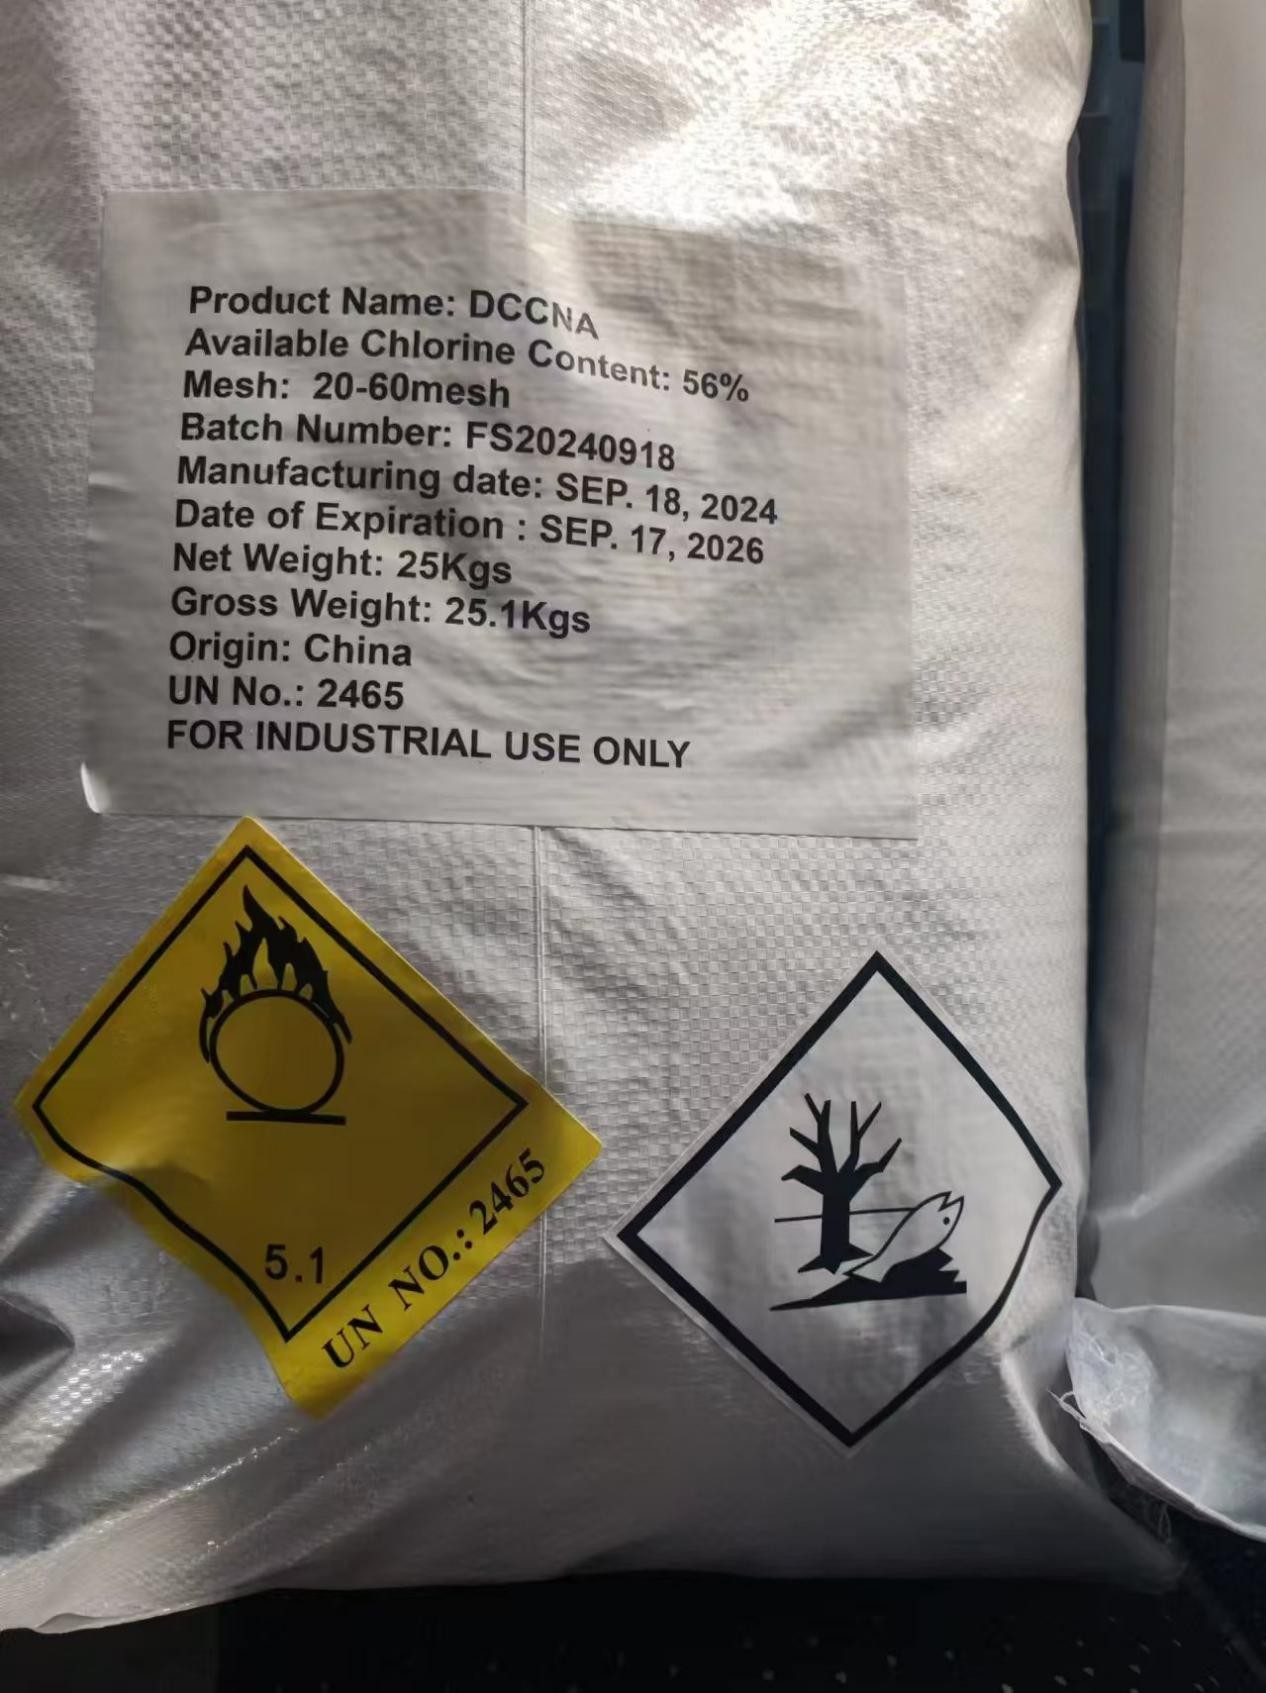 Product Name: DCCNA
Available Chlorine Content: 56%
Mesh: 20-60mesh
Batch Number: FS20240918
Manufacturing date: SEP. 18, 2024
Date of Expiration : SEP. 17, 2026
Net Weight: 25Kgs
Gross Weight: 25.1Kgs
Origin: China
UN No.: 2465
FOR INDUSTRIAL USE ONLY
5.1
UN NO.: 2465